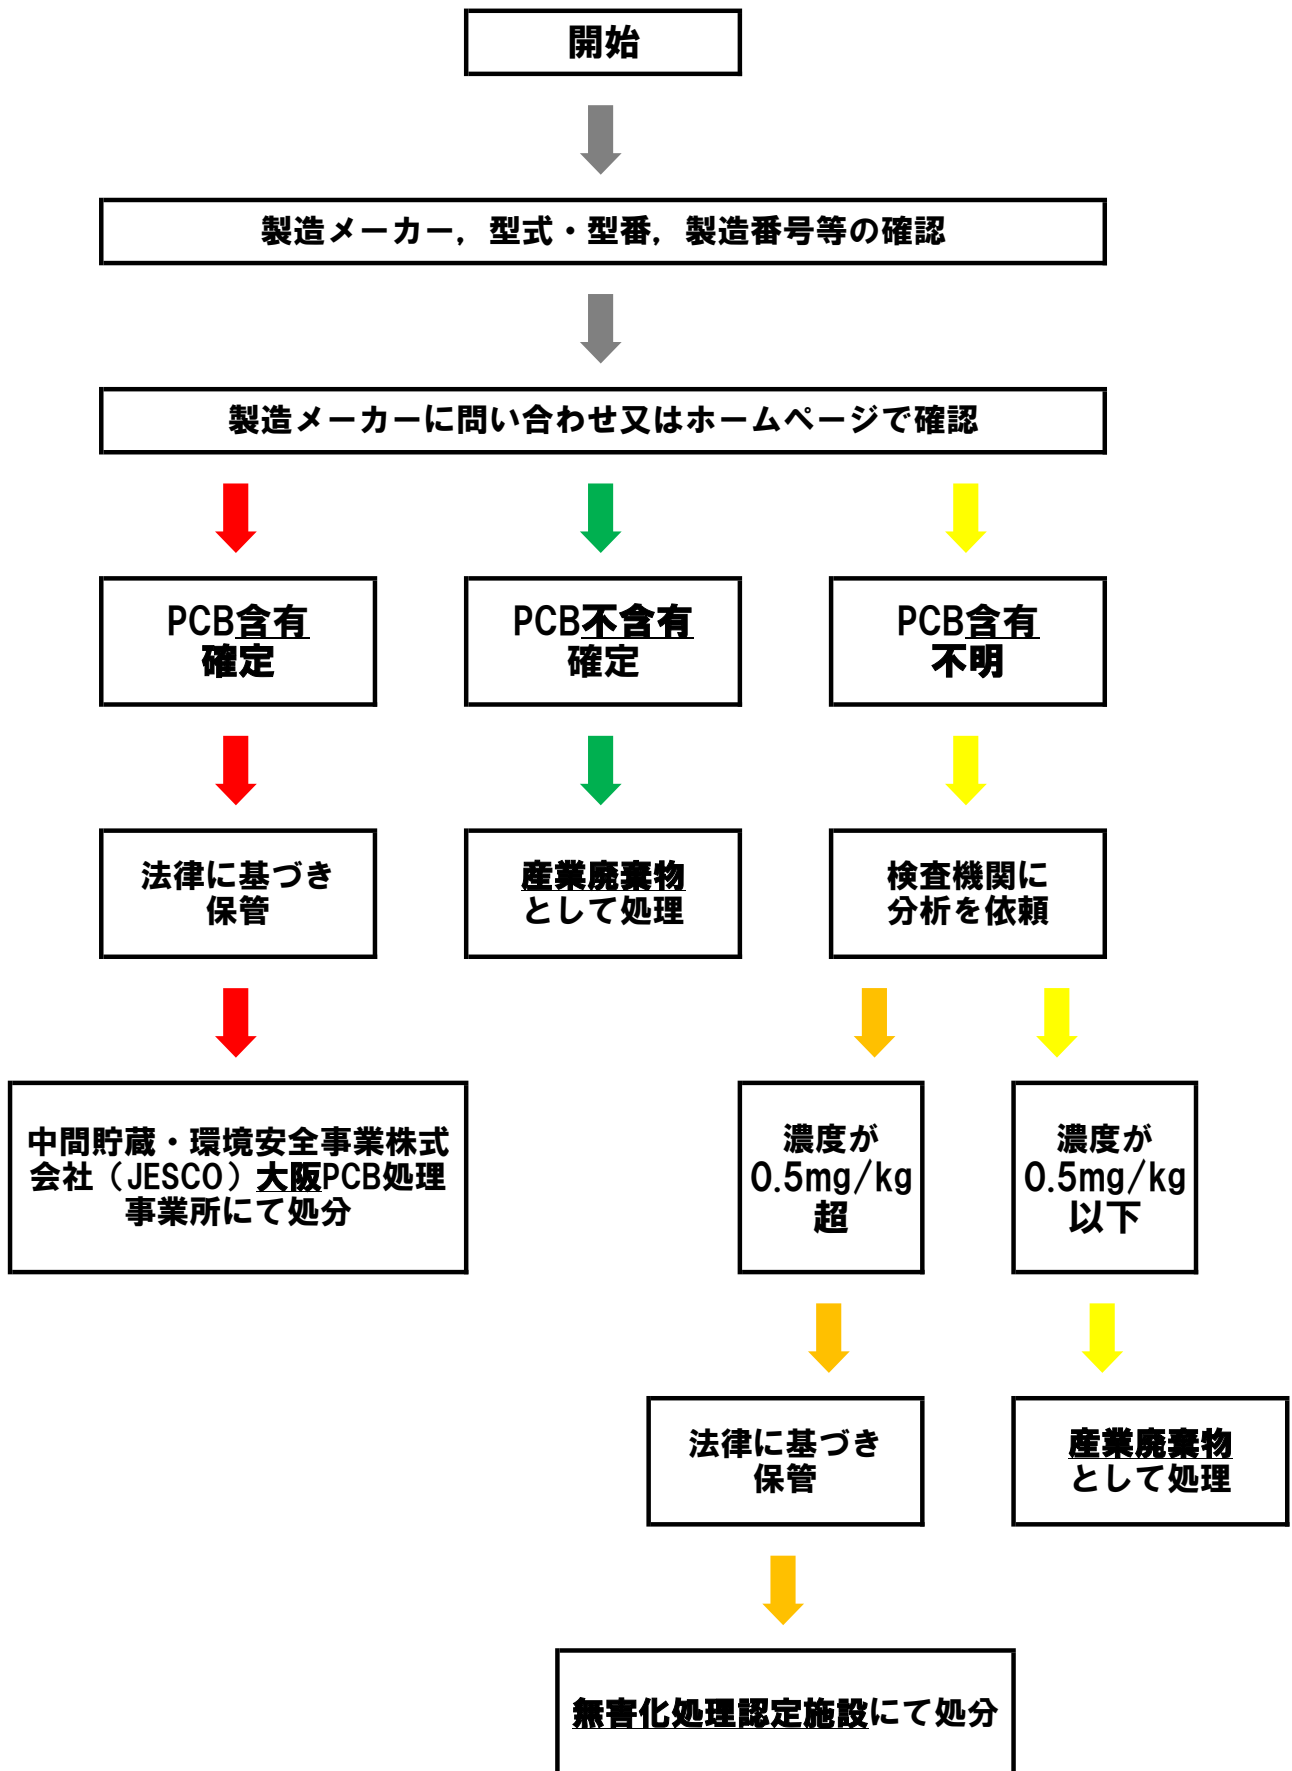 開始
製造メーカー，型式・型番，製造番号等の確認
製造メーカーに問い合わせ又はホームページで確認
PCB含有
確定
PCB不含有
確定
PCB含有
不明
法律に基づき
保管
産業廃棄物
として処理
検査機関に
分析を依頼
中間貯蔵・環境安全事業株式
会社（JESCO）大阪PCB処理
事業所にて処分
濃度が
0.5mg/kg
超
濃度が
0.5mg/kg
以下
法律に基づき
保管
産業廃棄物
として処理
無害化処理認定施設にて処分